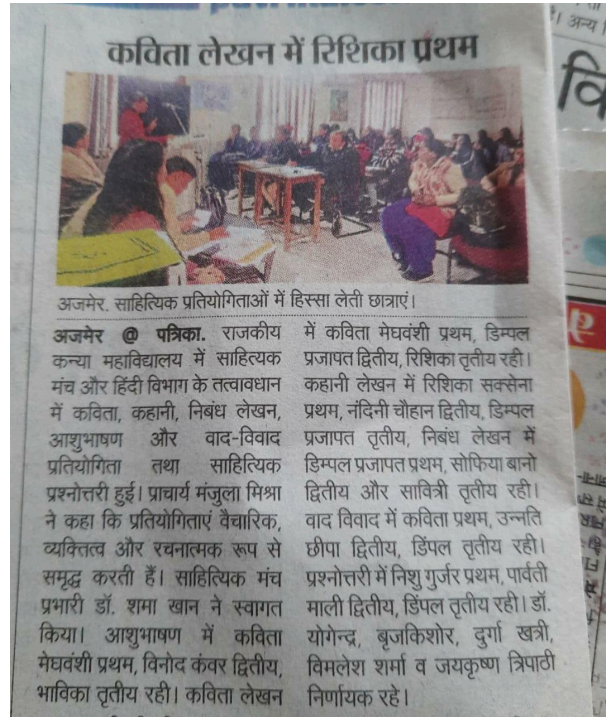 कविता लेखन में रिशिका प्रथम
अजमेर. साहित्यिक प्रतियोगिताओं में हिस्सा लेती छात्राएं।
अजमेर @ पत्रिका. राजकीय
कन्या महाविद्यालय में साहित्यक
मंच और हिंदी विभाग के तत्वावधान
में कविता, कहानी, निबंध लेखन,
आशुभाषण और वाद-विवाद
प्रतियोगिता तथा साहित्यिक
प्रश्नोत्तरी हुई। प्राचार्य मंजुला मिश्रा
ने कहा कि प्रतियोगिताएं वैचारिक,
व्यक्तित्व और रचनात्मक रूप से
समृद्ध करती हैं। साहित्यिक मंच
प्रभारी डॉ. शमा खान ने स्वागत
किया। आशुभाषण में कविता
मेघवंशी प्रथम, विनोद कंवर द्वितीय,
भाविका तृतीय रही। कविता लेखन
में कविता मेघवंशी प्रथम, डिम्पल
प्रजापत द्वितीय, रिशिका तृतीय रही।
कहानी लेखन में रिशिका सक्सेना
प्रथम, नंदिनी चौहान द्वितीय, डिम्पल
प्रजापत तृतीय, निबंध लेखन में
डिम्पल प्रजापत प्रथम, सोफिया बानो
द्वितीय और सावित्री तृतीय रही।
वाद विवाद में कविता प्रथम, उन्नति
छीपा द्वितीय, डिंपल तृतीय रही।
प्रश्नोत्तरी में निशु गुर्जर प्रथम, पार्वती
माली द्वितीय, डिंपल तृतीय रही। डॉ.
योगेन्द्र, बृजकिशोर, दुर्गा खत्री,
विमलेश शर्मा व जयकृष्ण त्रिपाठी
निर्णायक रहे।
है। अन्य
वि